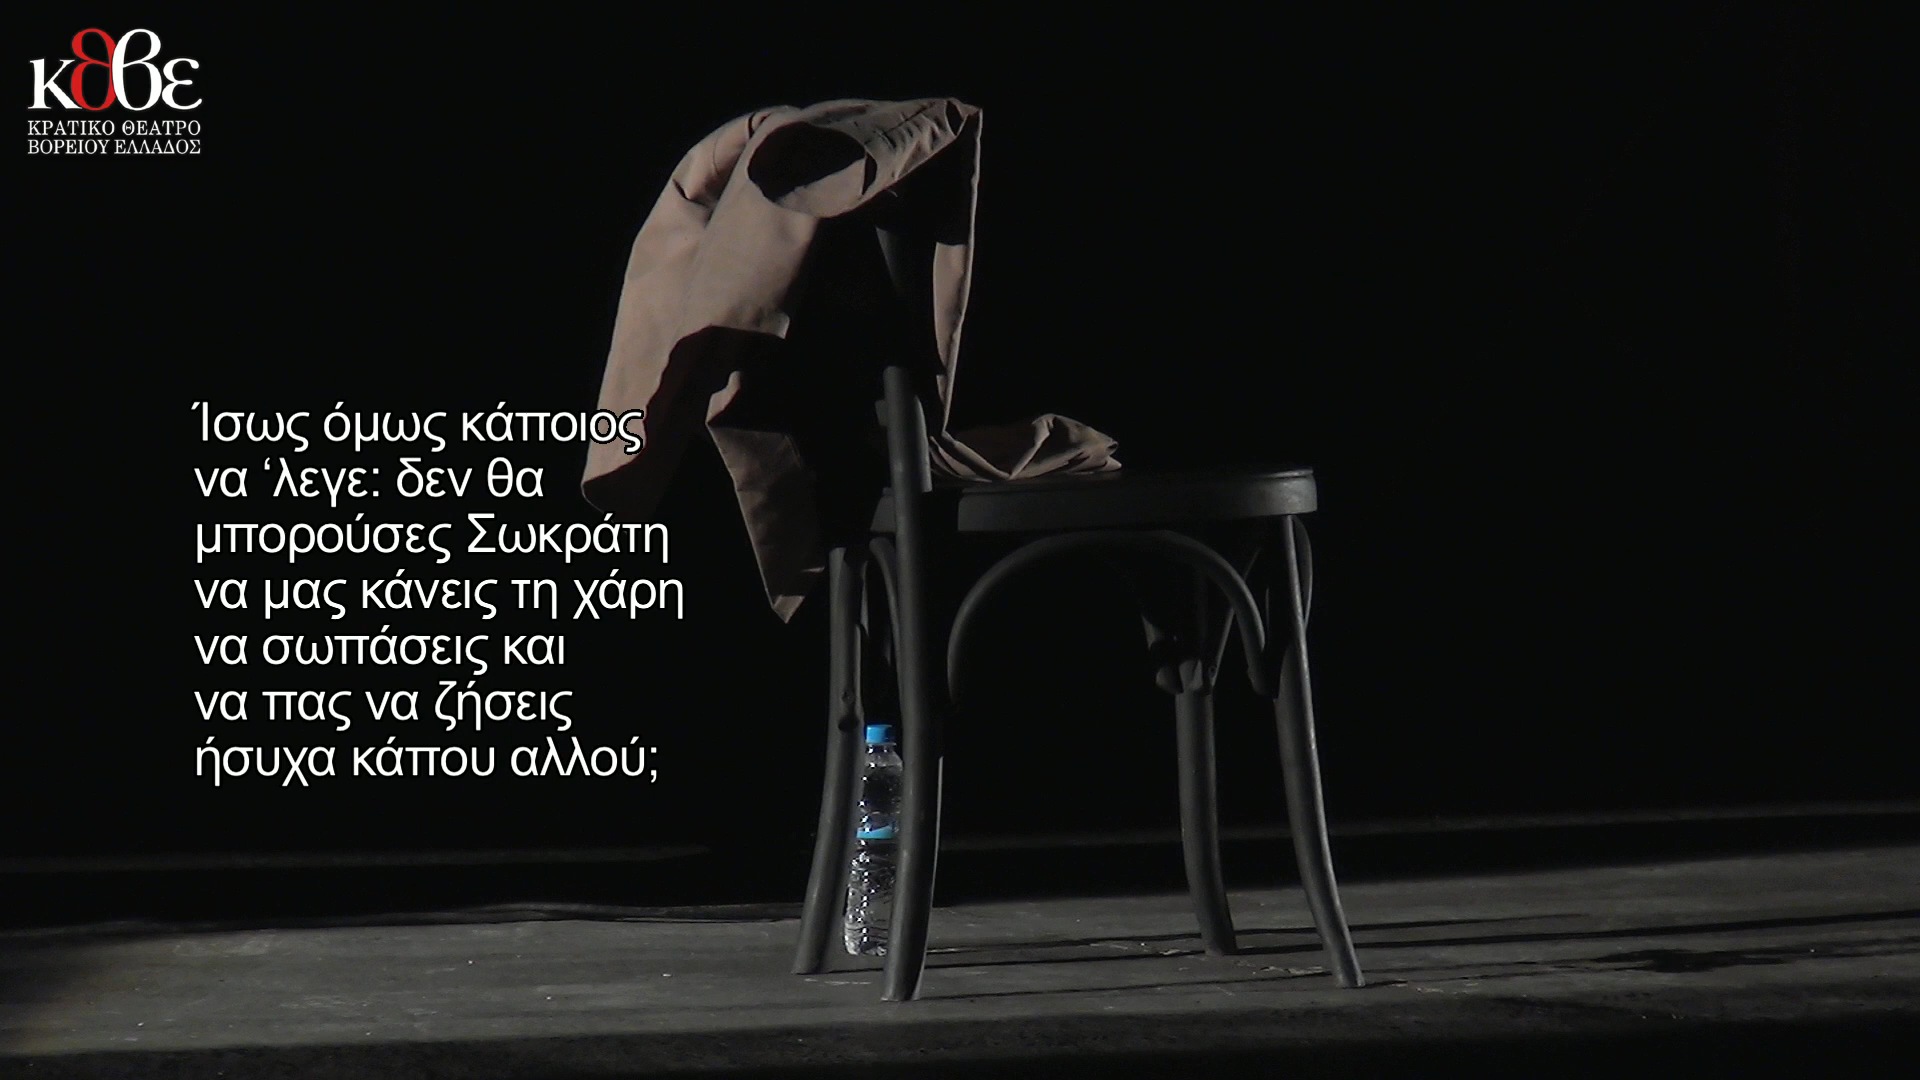 κθβε
ΚΡΑΤΙΚΟ ΘΕΑΤΡΟ
ΒΟΡΕΙΟΥ ΕΛΛΑΔΟΣ
Ίσως όμως κάποιος
να ‘λεγε: δεν θα
μπορούσες Σωκράτη
να μας κάνεις τη χάρη
να σωπάσεις και
να πας να ζήσεις
ήσυχα κάπου αλλού;